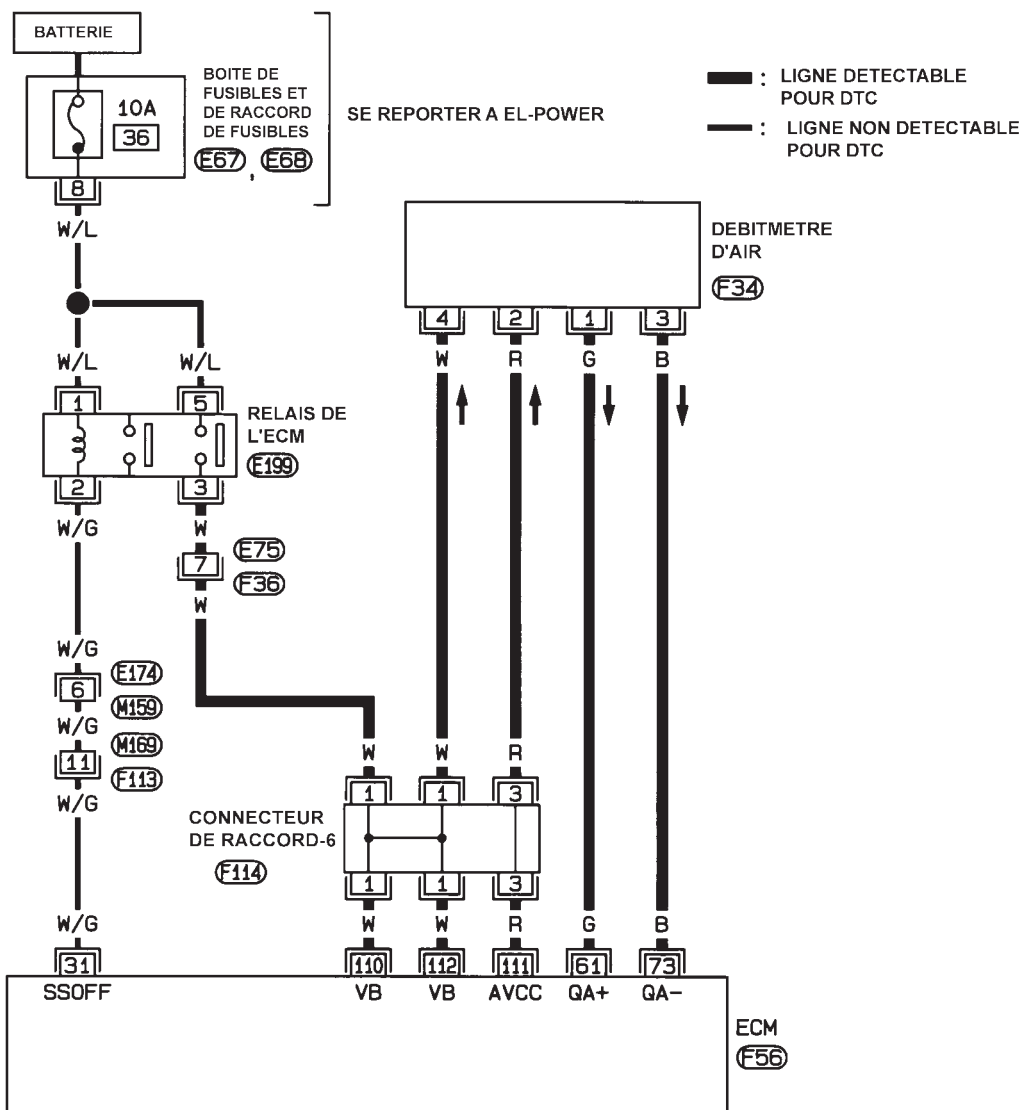 BATTERIE
10A
36
BOITE DE
FUSIBLES ET
DE RACCORD
DE FUSIBLES
E67 , E68
SE REPORTER A EL-POWER
: LIGNE DETECTABLE
POUR DTC
: LIGNE NON DETECTABLE
POUR DTC
8
W/L
DEBITMETRE
D'AIR
F34
4 2 1 3
W R G B
W/L W/L
1 5
RELAIS DE
L'ECM
E199
2 3
W/G W
7
E75
F36
W
W/G
6
E174
M159
W/G
M169
11
F113
W/G
W W R
1 1 3
CONNECTEUR
DE RACCORD-6
F114
1 1 3
W/G W W R G B
31 110 112 111 61 73
SSOFF VB VB AVCC QA+ QA-
ECM
F56